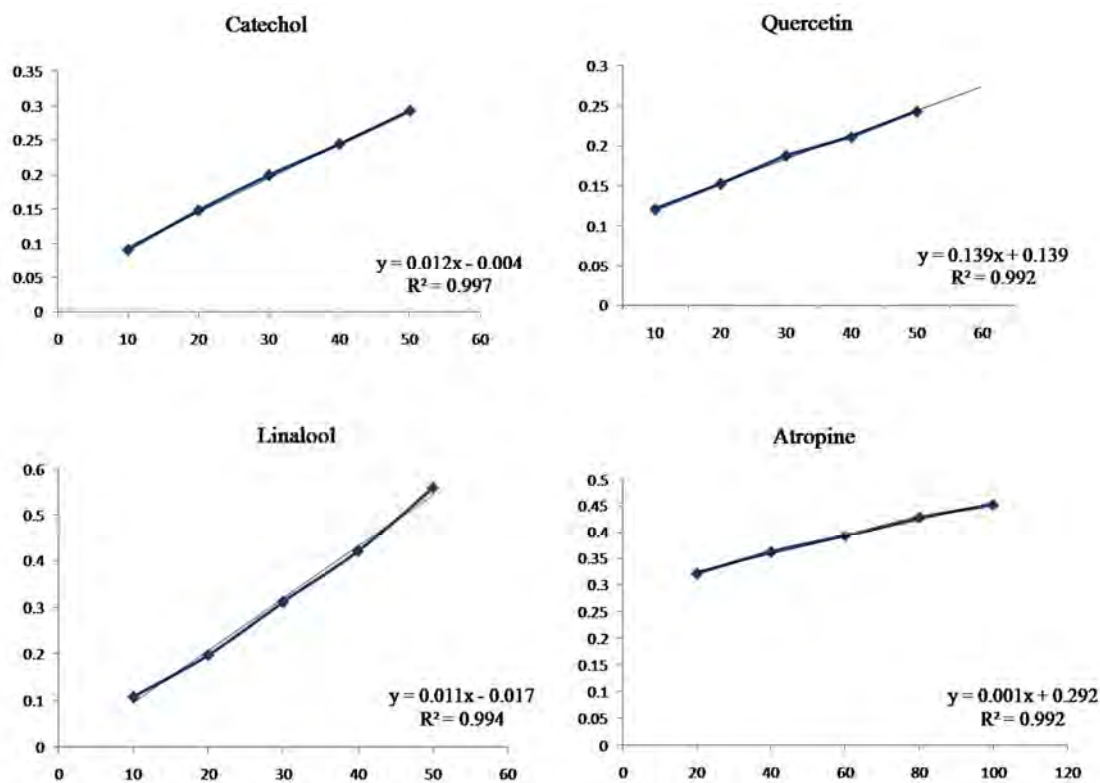 Catechol
0.35
0.3
0.25
0.2
0.15
0.1
0.05
0
y = 0.012x - 0.004
R² = 0.997
0 10 20 30 40 50 60
Quercetin
0.3
0.25
0.2
0.15
0.1
0.05
0
y = 0.139x + 0.139
R² = 0.992
10 20 30 40 50 60
Linalool
0.6
0.5
0.4
0.3
0.2
0.1
0
y = 0.011x - 0.017
R² = 0.994
0 10 20 30 40 50 60
Atropine
0.5
0.45
0.4
0.35
0.3
0.25
0.2
0.15
0.1
0.05
0
y = 0.001x + 0.292
R² = 0.992
0 20 40 60 80 100 120